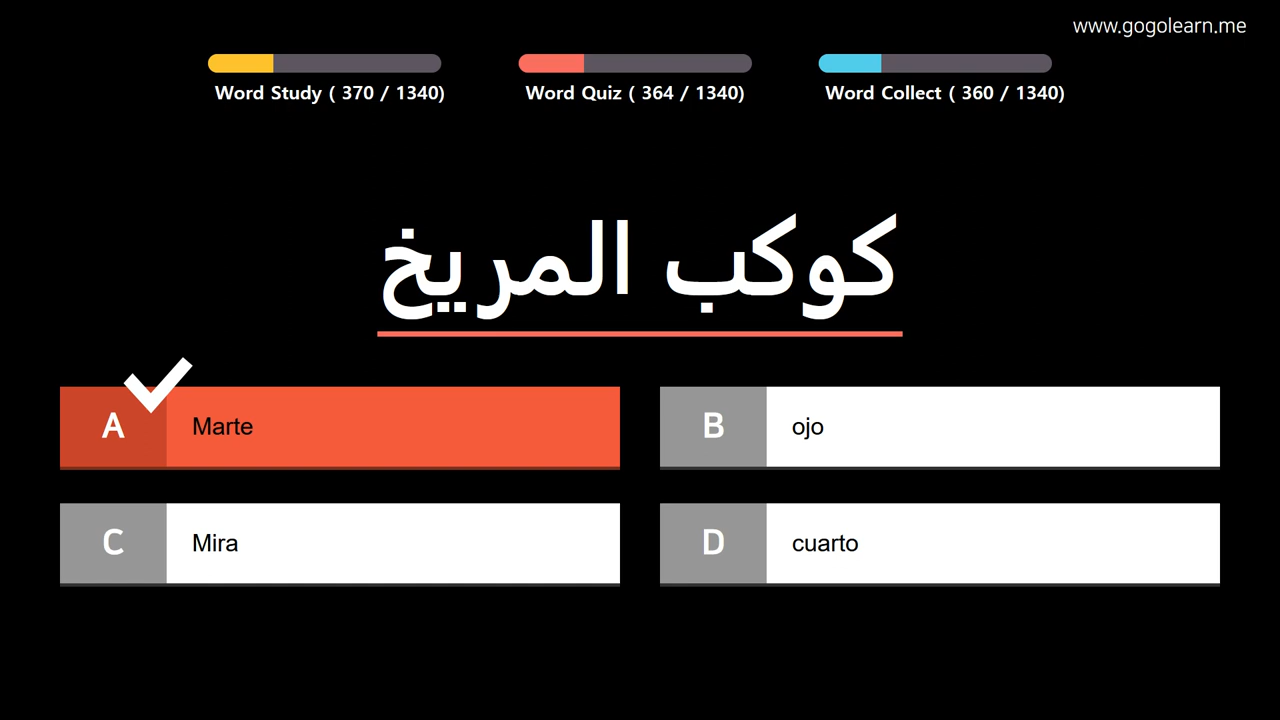 www.gogolearn.me
Word Study ( 370 / 1340)
Word Quiz ( 364 / 1340)
Word Collect ( 360 / 1340)
كوكب المريخ
A Marte
B ojo
C Mira
D cuarto